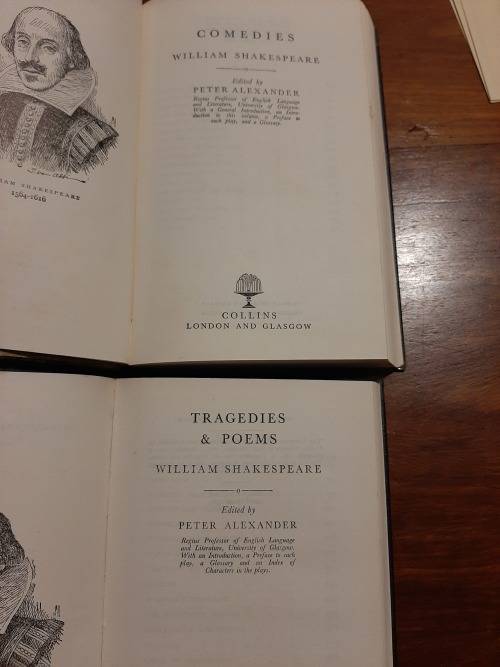 COMEDIES
WILLIAM SHAKESPEARE
Edited by
PETER ALEXANDER
Regius Professor of English Language
and Literature, University of Glasgow.
With a General Introduction, an Intro-
duction to this volume, a Preface to
each play, and a Glossary.
SHAKESPEARE
1564-1616
COLLINS
LONDON AND GLASGOW
TRAGEDIES
& POEMS
WILLIAM SHAKESPEARE
Edited by
PETER ALEXANDER
Regius Professor of English Language
and Literature, University of Glasgow.
With an Introduction, a Preface to each
play, a Glossary and an Index of
Characters in the plays.